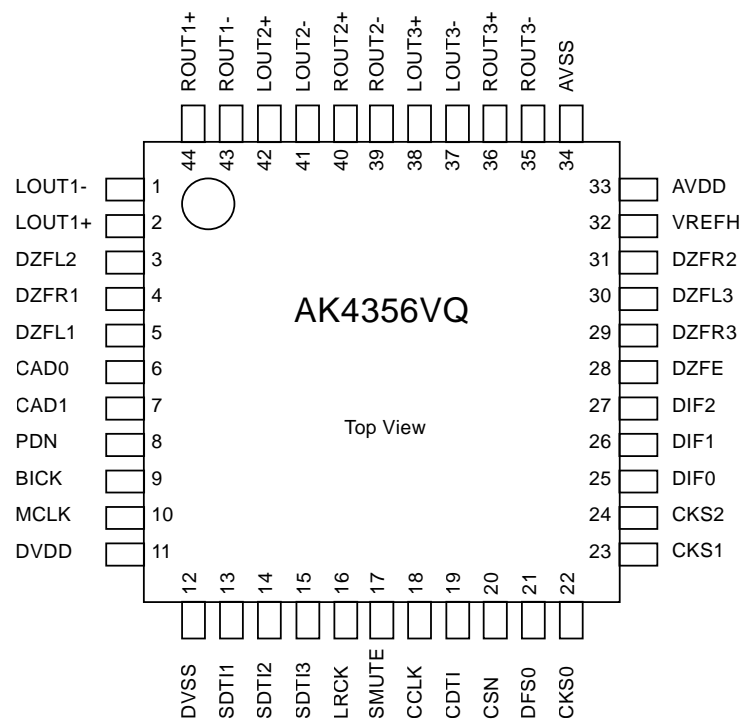 ROUT1+ ROUT1- LOUT2+ LOUT2- ROUT2+ ROUT2- LOUT3+ LOUT3- ROUT3+ ROUT3- AVSS
44 43 42 41 40 39 38 37 36 35 34
LOUT1- 1 33 AVDD
LOUT1+ 2 32 VREFH
DZFL2 3 31 DZFR2
DZFR1 4 30 DZFL3
AK4356VQ
DZFL1 5 29 DZFR3
CAD0 6 28 DZFE
CAD1 7 27 DIF2
Top View
PDN 8 26 DIF1
BICK 9 25 DIF0
MCLK 10 24 CKS2
DVDD 11 23 CKS1
12 13 14 15 16 17 18 19 20 21 22
DVSS SDTI1 SDTI2 SDTI3 LRCK SMUTE CCLK CDTI CSN DFS0 CKS0